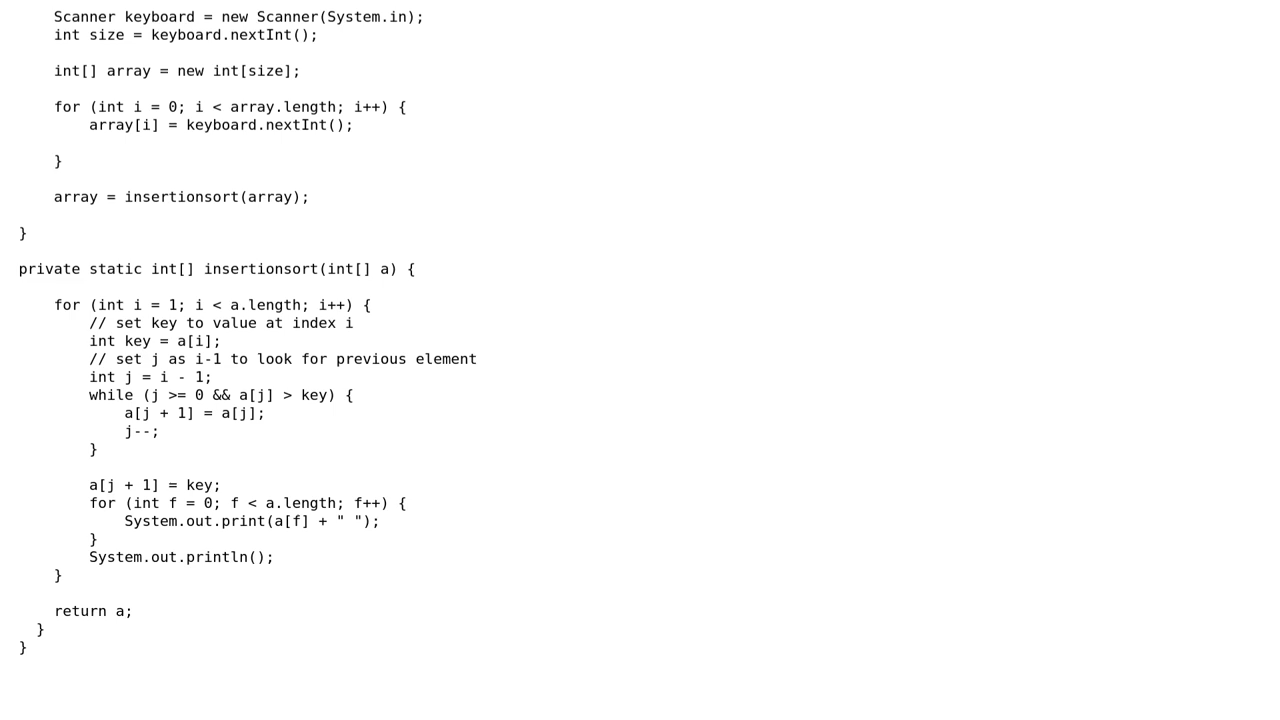 Scanner keyboard = new Scanner(System.in);
    int size = keyboard.nextInt();

    int[] array = new int[size];

    for (int i = 0; i < array.length; i++) {
        array[i] = keyboard.nextInt();

    }

    array = insertionsort(array);

}

private static int[] insertionsort(int[] a) {

    for (int i = 1; i < a.length; i++) {
        // set key to value at index i
        int key = a[i];
        // set j as i-1 to look for previous element
        int j = i - 1;
        while (j >= 0 && a[j] > key) {
            a[j + 1] = a[j];
            j--;
        }

        a[j + 1] = key;
        for (int f = 0; f < a.length; f++) {
            System.out.print(a[f] + " ");
        }
        System.out.println();
    }

    return a;
  }
}